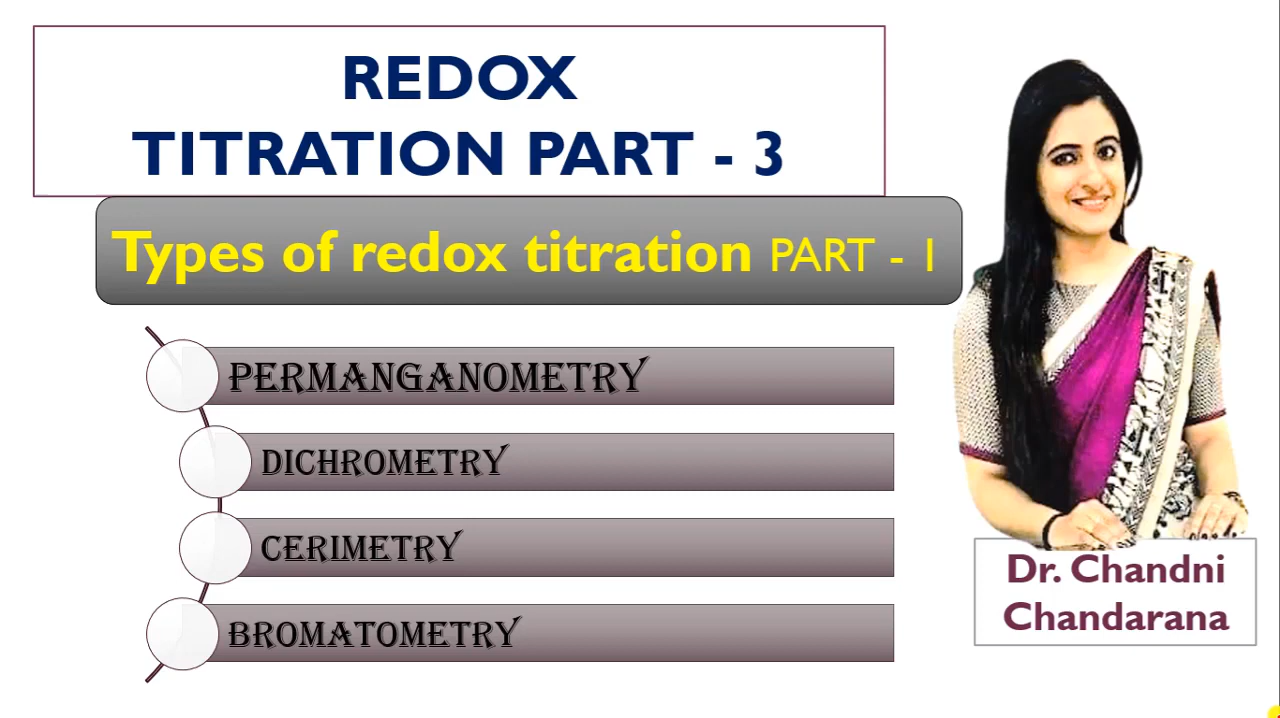 REDOX
TITRATION PART - 3
Types of redox titration PART - 1
PERMANGANOMETRY
DICHROMETRY
CERIMETRY
BROMATOMETRY
Dr. Chandni
Chandarana